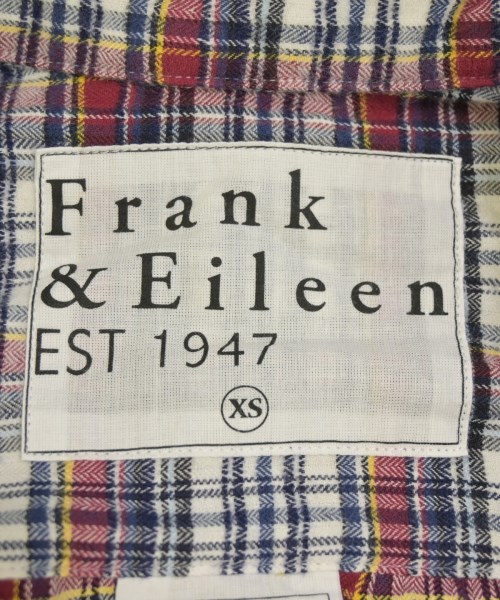 Frank
& Eileen
EST 1947
XS